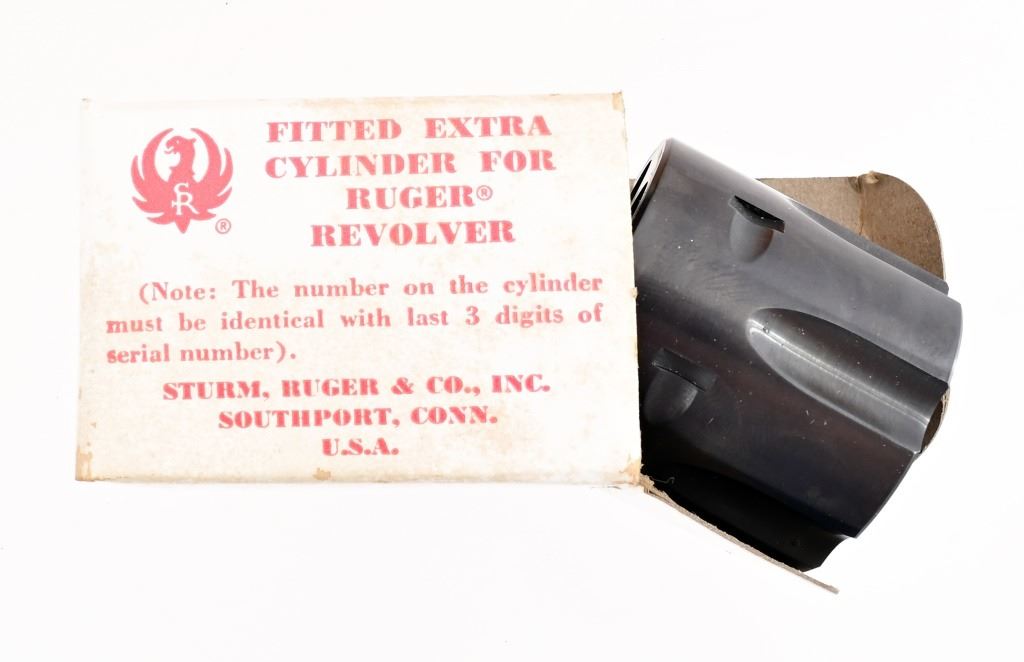 FITTED EXTRA
CYLINDER FOR
RUGER®
REVOLVER
SR
®
(Note: The number on the cylinder
must be identical with last 3 digits of
serial number).
STURM, RUGER & CO., INC.
SOUTHPORT, CONN.
U.S.A.